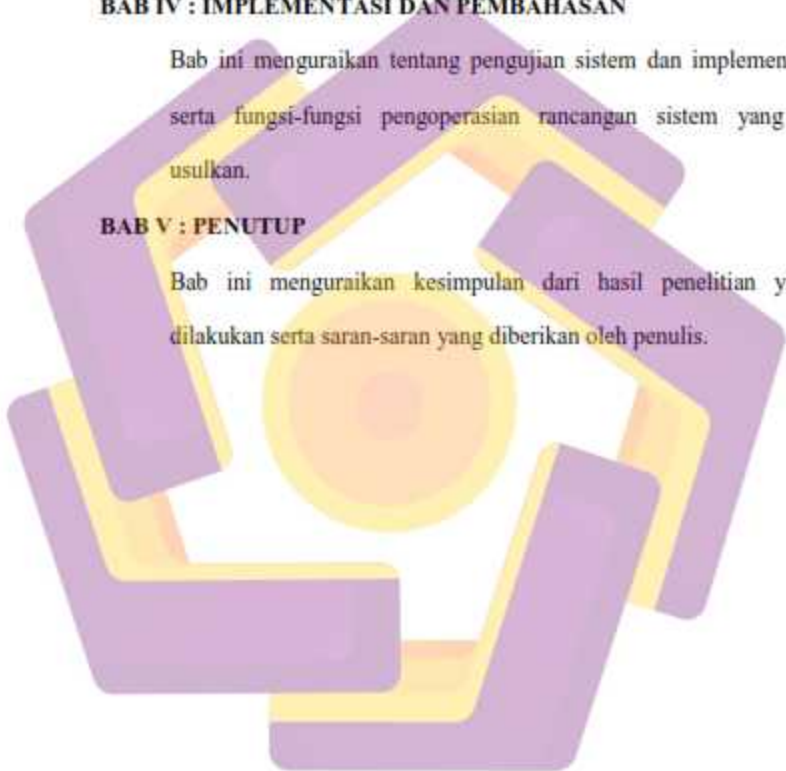 BAB IV : IMPLEMENTASI DAN PEMBAHASAN
Bab ini menguraikan tentang pengujian sistem dan implemen
serta fungsi-fungsi pengoperasian rancangan sistem yang
usulkan.
BAB V : PENUTUP
Bab ini menguraikan kesimpulan dari hasil penelitian y
dilakukan serta saran-saran yang diberikan oleh penulis.